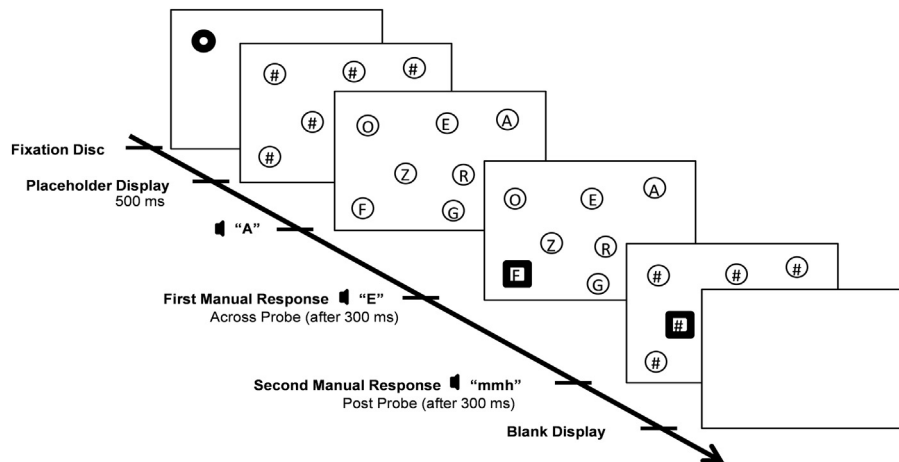 # # #
#
#
O E A
Z R
F G
O E A
Z R
F G
# # #
#
#
Fixation Disc
Placeholder Display
500 ms
“A”
First Manual Response “E”
Across Probe (after 300 ms)
Second Manual Response “mmh”
Post Probe (after 300 ms)
Blank Display